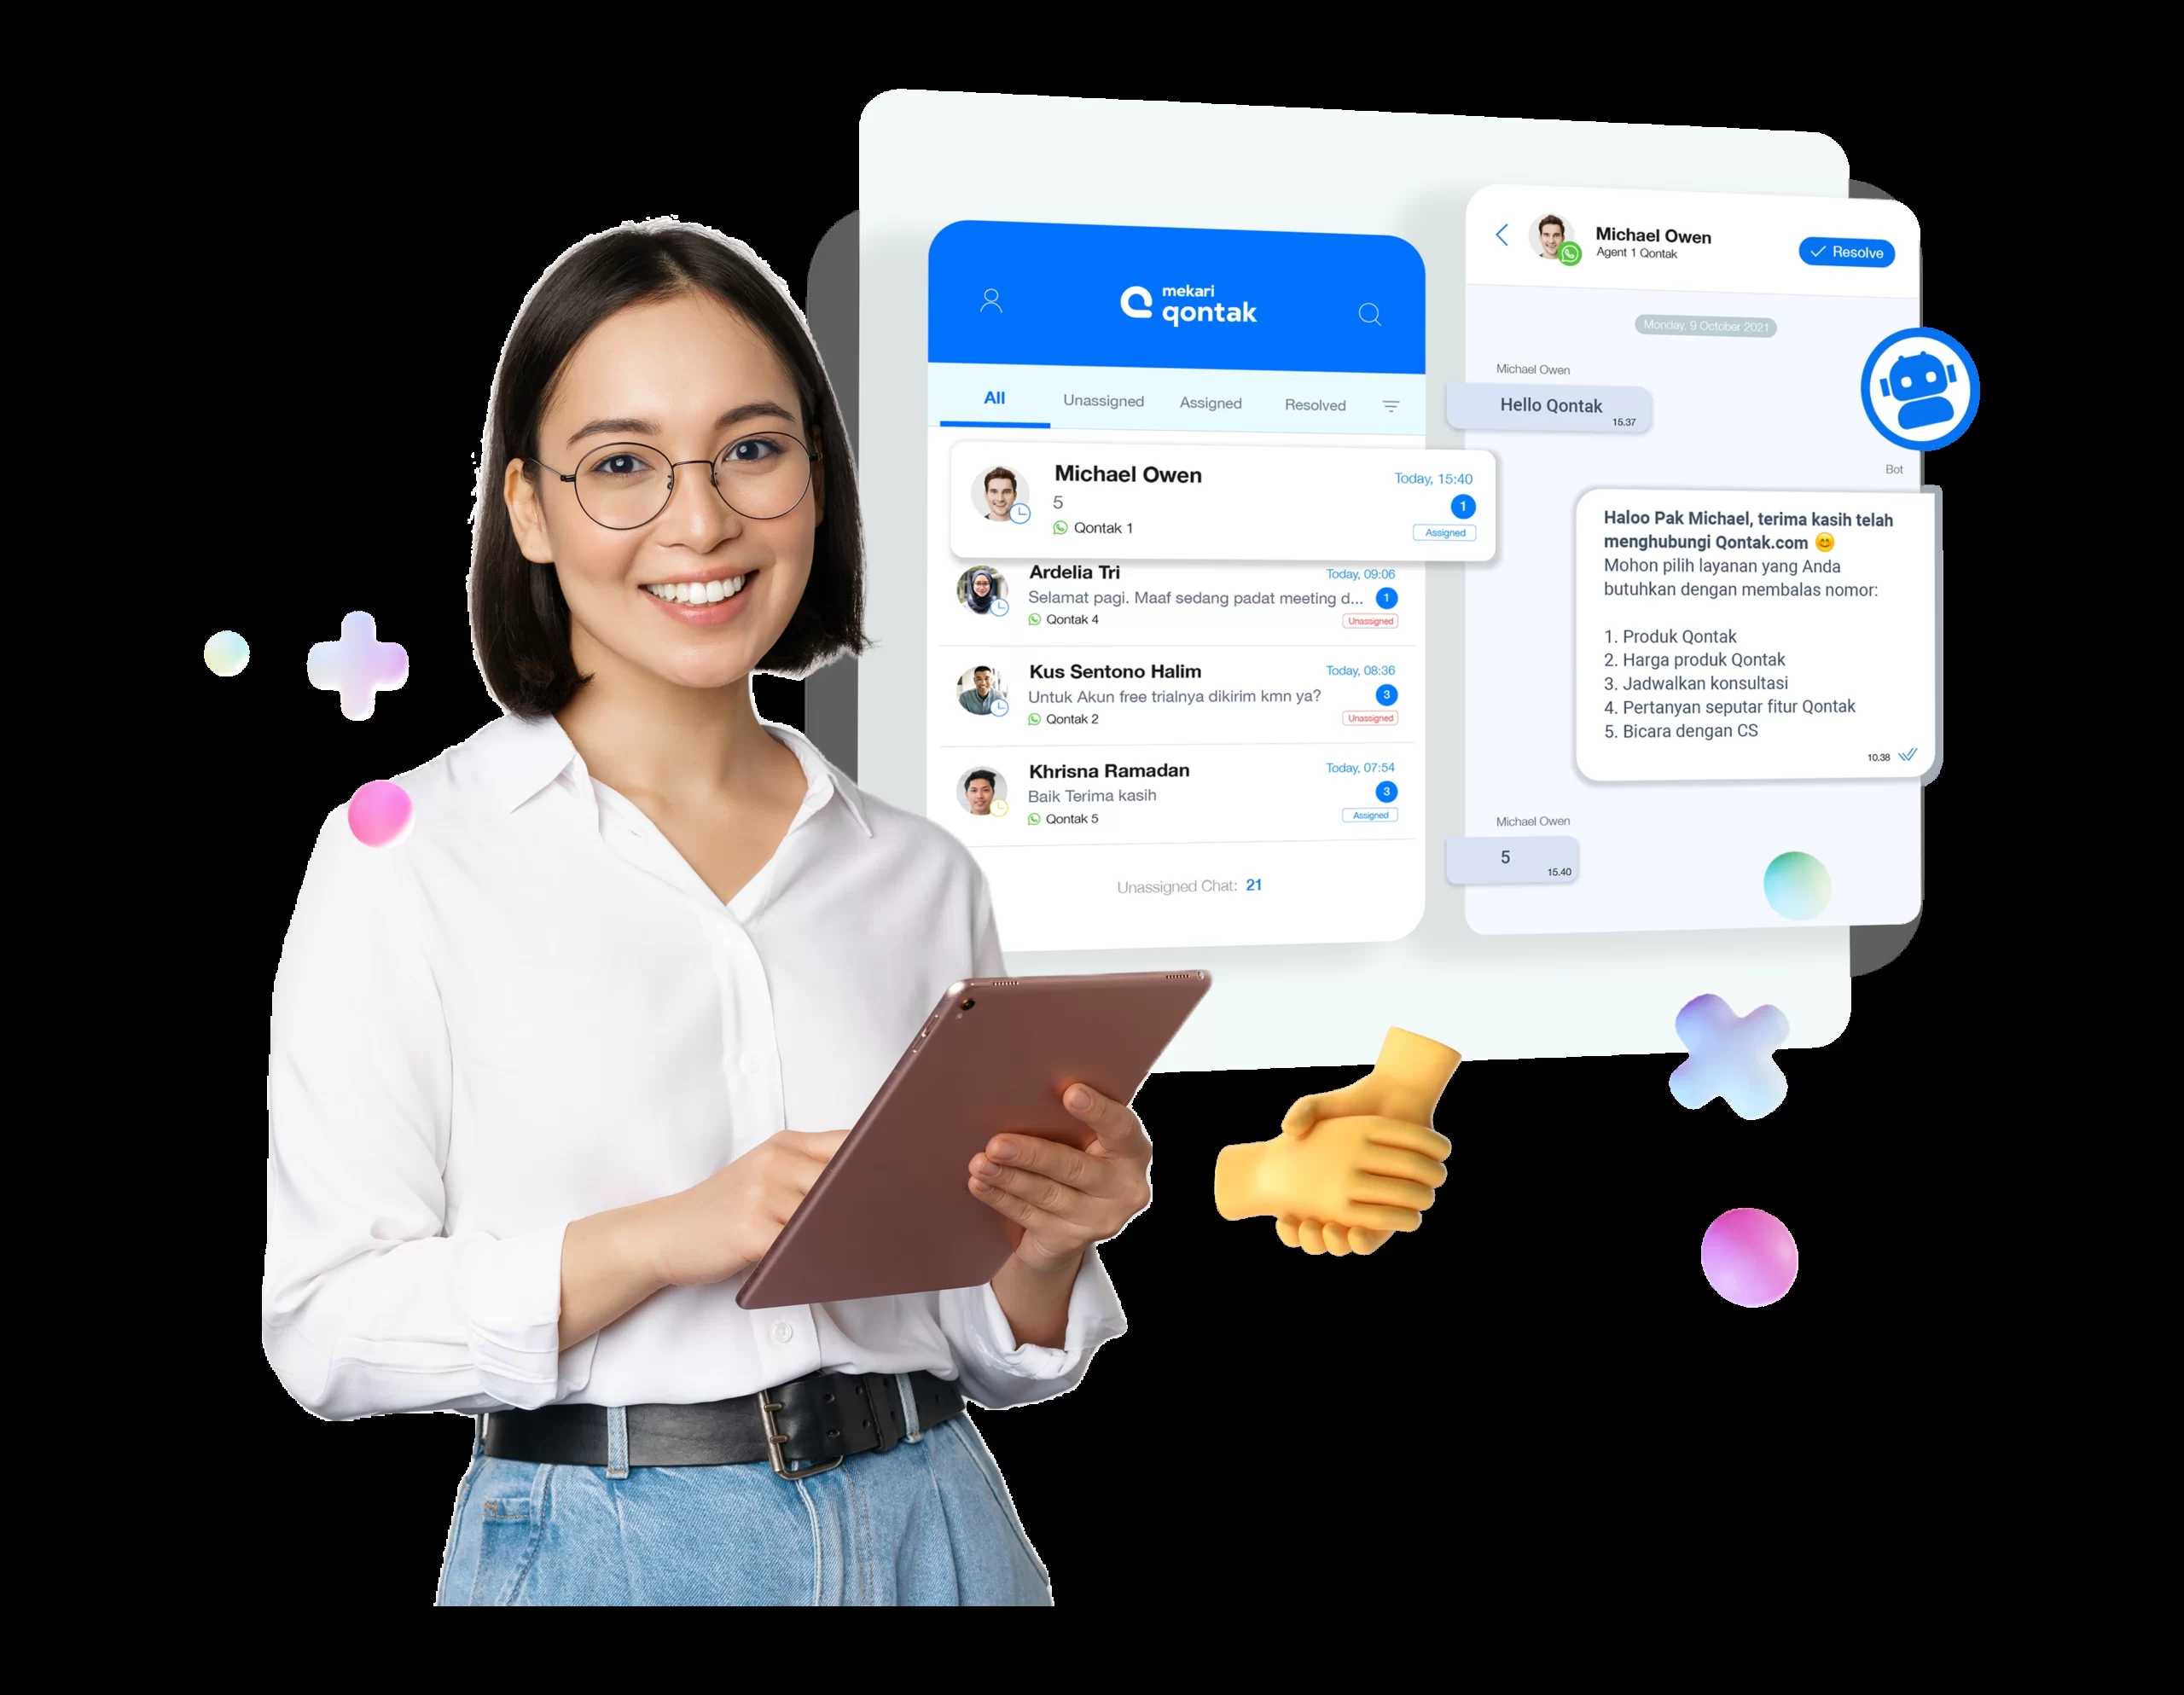 mekari
qontak
All
Unassigned
Assigned
Resolved
Michael Owen
Today, 15:40
5
1
Qontak 1
Assigned
Ardelia Tri
Today, 09:06
Selamat pagi. Maaf sedang padat meeting d...
1
Qontak 4
Unassigned
Kus Sentono Halim
Today, 08:36
Untuk Akun free trialnya dikirim kmn ya?
3
Qontak 2
Unassigned
Khrisna Ramadan
Today, 07:54
Baik Terima kasih
3
Qontak 5
Assigned
Unassigned Chat: 21
Michael Owen
Agent 1 Qontak
Resolve
Monday, 9 October 2021
Michael Owen
Hello Qontak
15.37
Bot
Haloo Pak Michael, terima kasih telah
menghubungi Qontak.com 😊
Mohon pilih layanan yang Anda
butuhkan dengan membalas nomor:
1. Produk Qontak
2. Harga produk Qontak
3. Jadwalkan konsultasi
4. Pertanyan seputar fitur Qontak
5. Bicara dengan CS
10.38
Michael Owen
5
15.40